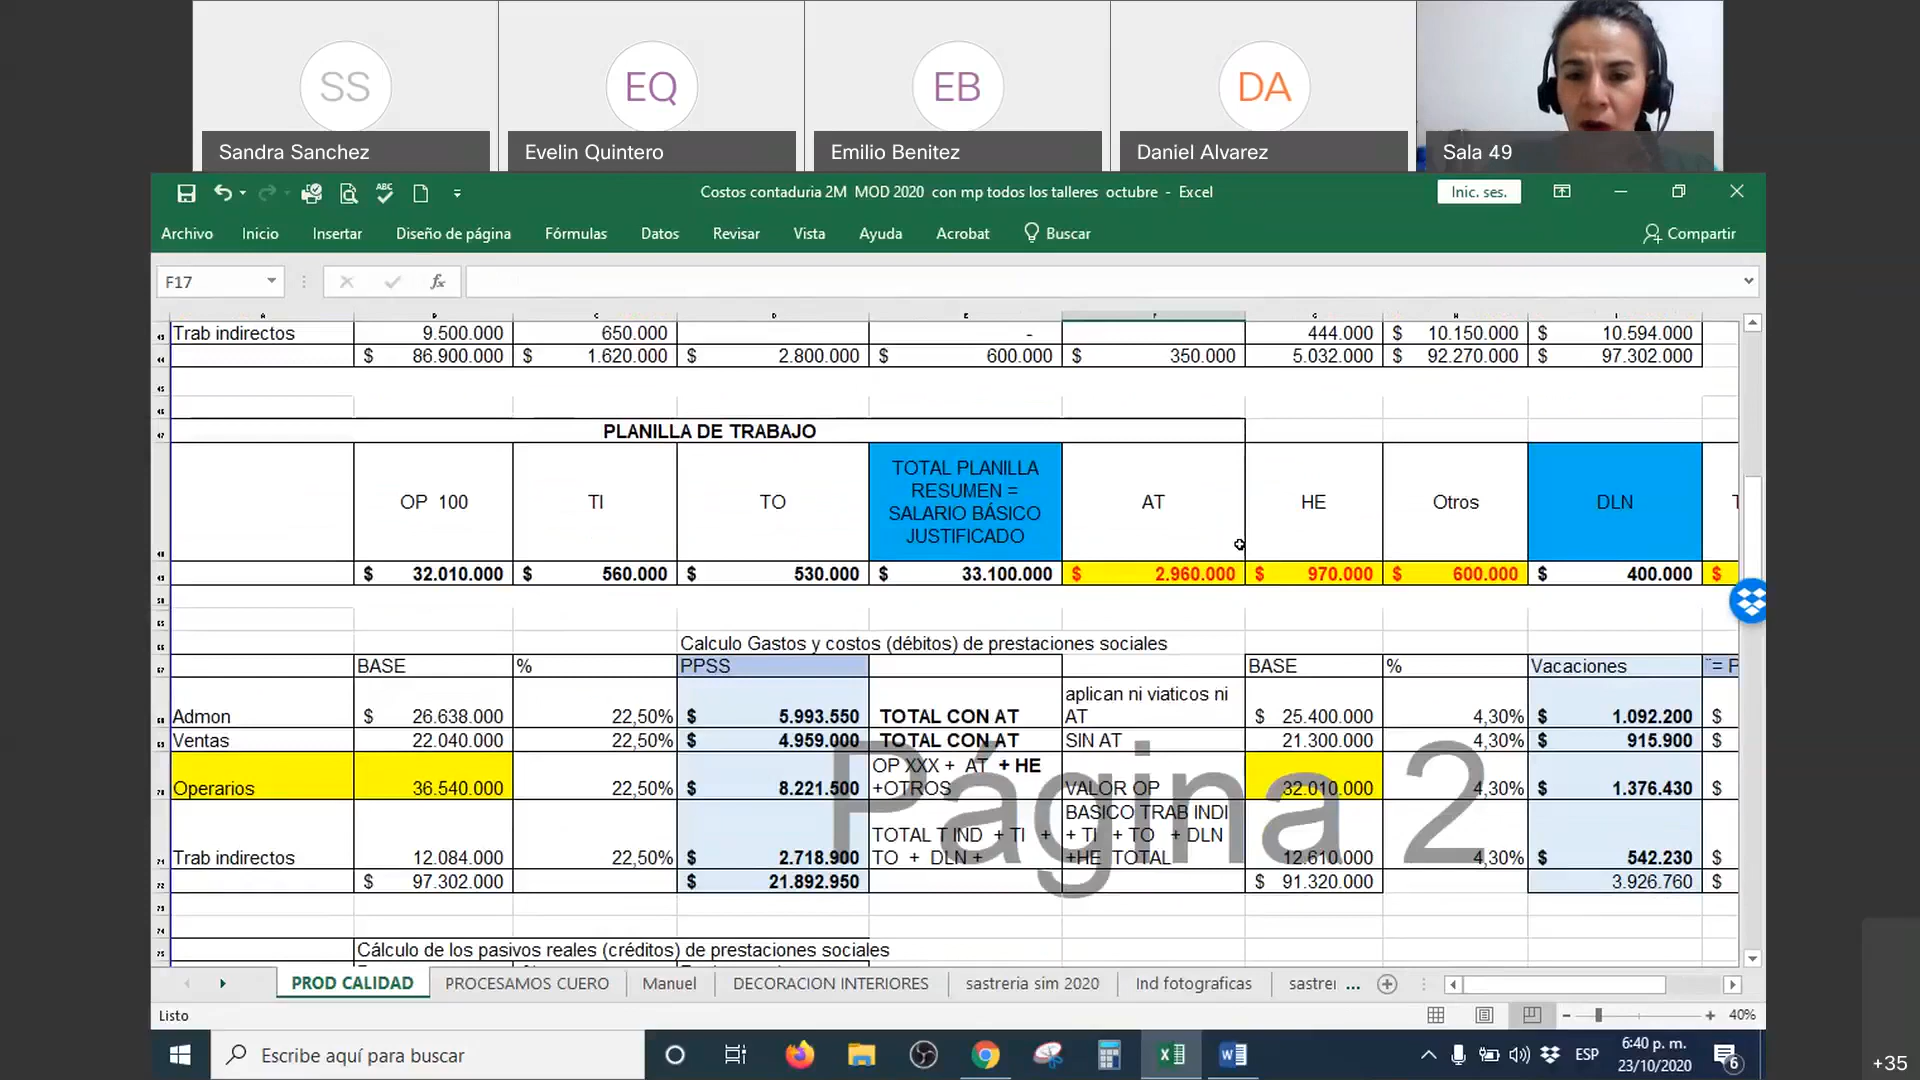 SS EQ EB DA
Sandra Sanchez Evelin Quintero Emilio Benitez Daniel Alvarez Sala 49
ABC Costos contaduria 2M MOD 2020 con mp todos los talleres octubre - Excel Inic. ses.
Archivo Inicio Insertar Diseño de página Fórmulas Datos Revisar Vista Ayuda Acrobat Buscar Compartir
F17 fx
Trab indirectos 9.500.000 650.000 - 444.000 $ 10.150.000 10.594.000
$ 86.900.000 $ 1.620.000 2.800.000 $ 600.000 $ 350.000 5.032.000 $ 92.270.000 $ 97.302.000
PLANILLA DE TRABAJO
OP 100 TI TO TOTAL PLANILLA RESUMEN = SALARIO BÁSICO JUSTIFICADO AT HE Otros DLN
$ 32.010.000 $ 560.000 $ 530.000 $ 33.100.000 $ 2.960.000 $ 970.000 $ 600.000 $ 400.000 $
Calculo Gastos y costos (débitos) de prestaciones sociales
BASE % PPSS BASE % Vacaciones
Admon $ 26.638.000 22,50% $ 5.993.550 TOTAL CON AT aplican ni viaticos ni AT $ 25.400.000 4,30% $ 1.092.200 $
Ventas 22.040.000 22,50% $ 4.959.000 TOTAL CON AT SIN AT 21.300.000 4,30% $ 915.900 $
Operarios 36.540.000 22,50% $ 8.221.500 OP XXX + AT + HE +OTROS VALOR OP 32.010.000 4,30% $ 1.376.430 $
Trab indirectos 12.084.000 22,50% $ 2.718.900 TOTAL T IND + TI + TO + DLN + BASICO TRAB INDI + TI + TO + DLN +HE TOTAL 12.610.000 4,30% $ 542.230 $
$ 97.302.000 $ 21.892.950 $ 91.320.000 3.926.760 $
Página 2
Cálculo de los pasivos reales (créditos) de prestaciones sociales
PROD CALIDAD PROCESAMOS CUERO Manuel DECORACION INTERIORES sastreria sim 2020 Ind fotograficas sastrei ...
Listo 40%
Escribe aquí para buscar ESP 6:40 p. m.
23/10/2020 6
+35